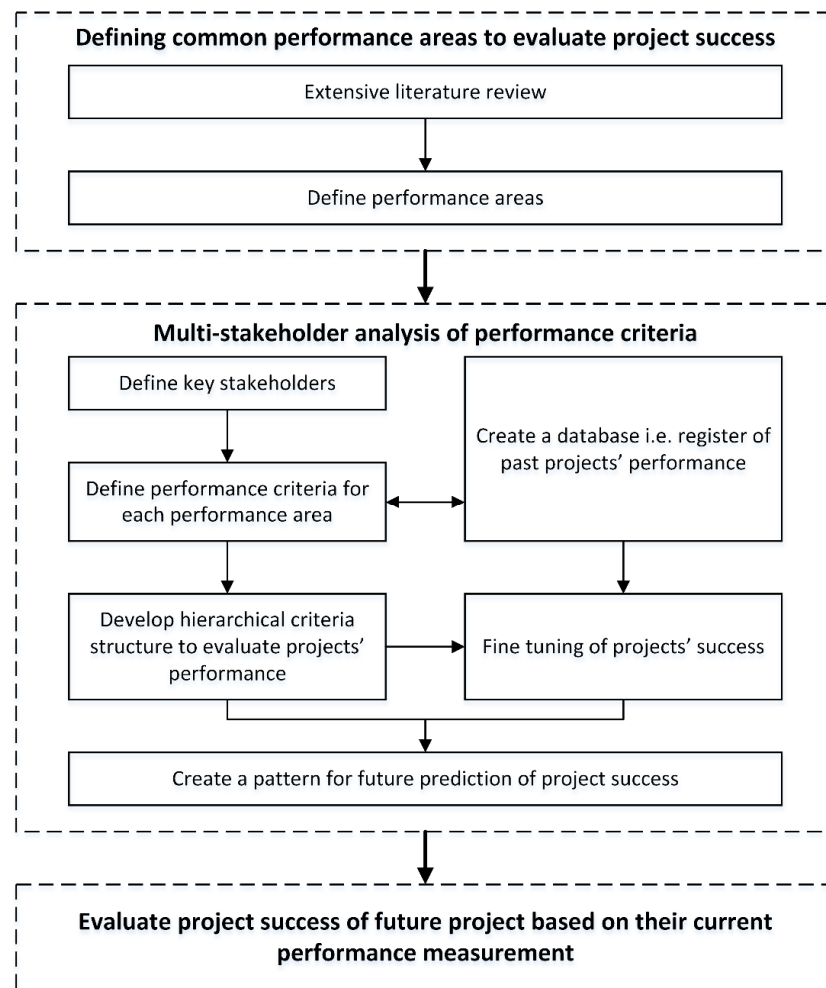 Defining common performance areas to evaluate project success
Extensive literature review
Define performance areas
Multi-stakeholder analysis of performance criteria
Define key stakeholders
Create a database i.e. register of
past projects’ performance
Define performance criteria for
each performance area
Develop hierarchical criteria
structure to evaluate projects’
performance
Fine tuning of projects’ success
Create a pattern for future prediction of project success
Evaluate project success of future project based on their current
performance measurement